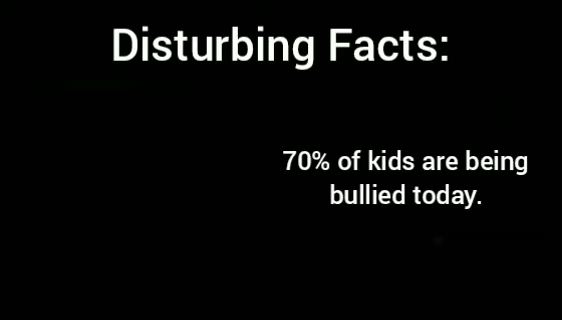 Disturbing Facts:
70% of kids are being
bullied today.